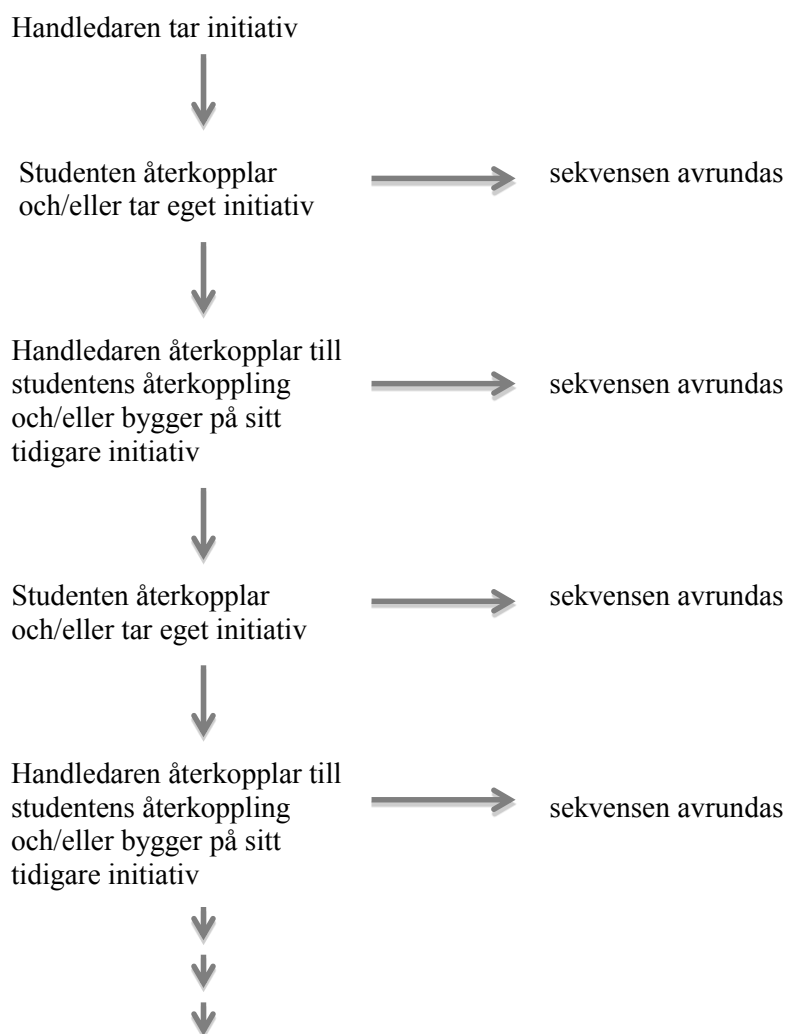 Handledaren tar initiativ
Studenten återkopplar
och/eller tar eget initiativ
sekvensen avrundas
Handledaren återkopplar till
studentens återkoppling
och/eller bygger på sitt
tidigare initiativ
sekvensen avrundas
Studenten återkopplar
och/eller tar eget initiativ
sekvensen avrundas
Handledaren återkopplar till
studentens återkoppling
och/eller bygger på sitt
tidigare initiativ
sekvensen avrundas